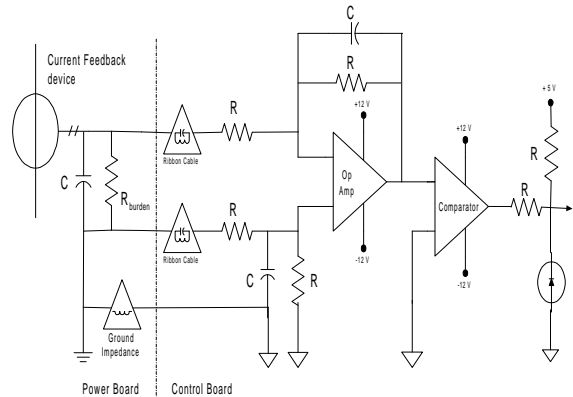 C
R
Current Feedback
device
R
+ 5 V
+12 V
+12 V
R
Ribbon Cable
Op
Amp
R
C
R burden
R
Comparator
R
Ribbon Cable
-12 V
-12 V
C
R
Ground
Impedance
Power Board
Control Board